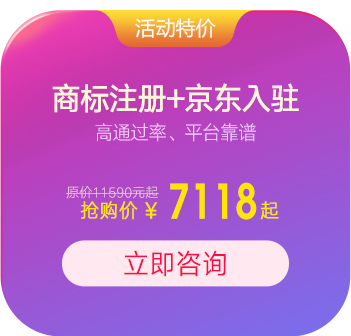 活动特价
商标注册+京东入驻
高通过率、平台靠谱
原价11590元起
抢购价￥7118起
立即咨询